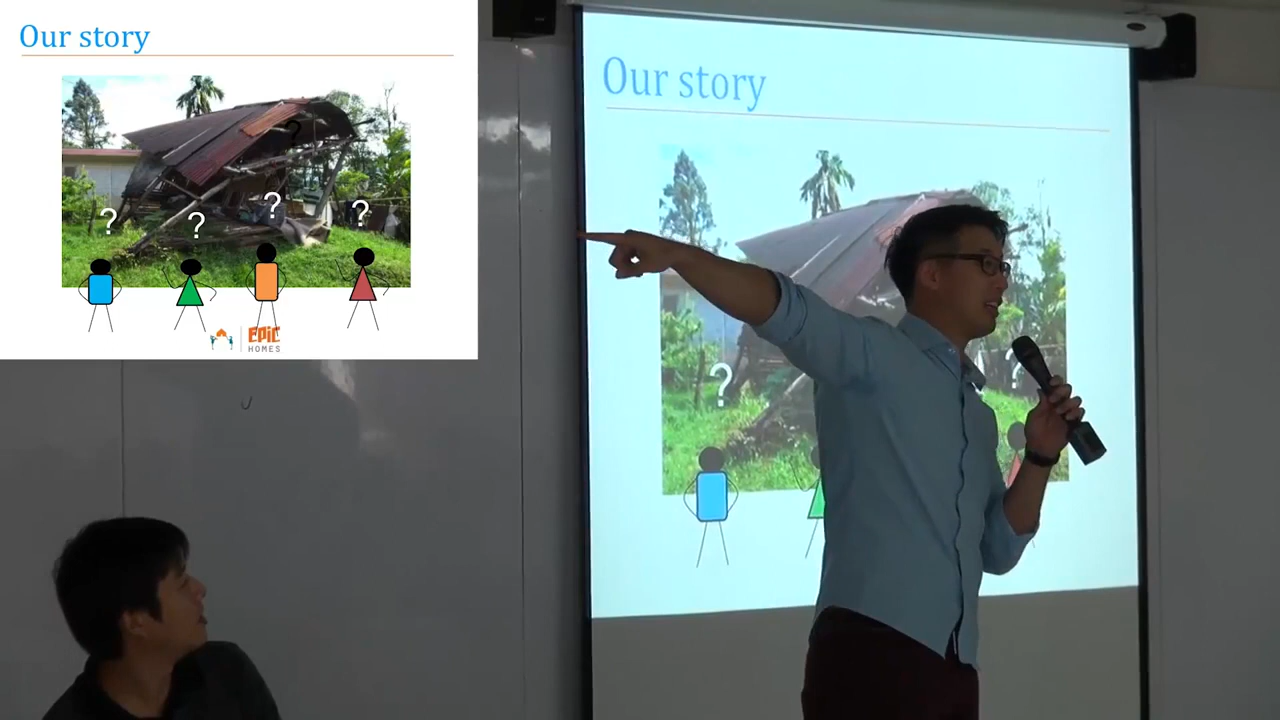 Our story
?
? ? ? ?
EPIC
HOMES
Our story
? ?